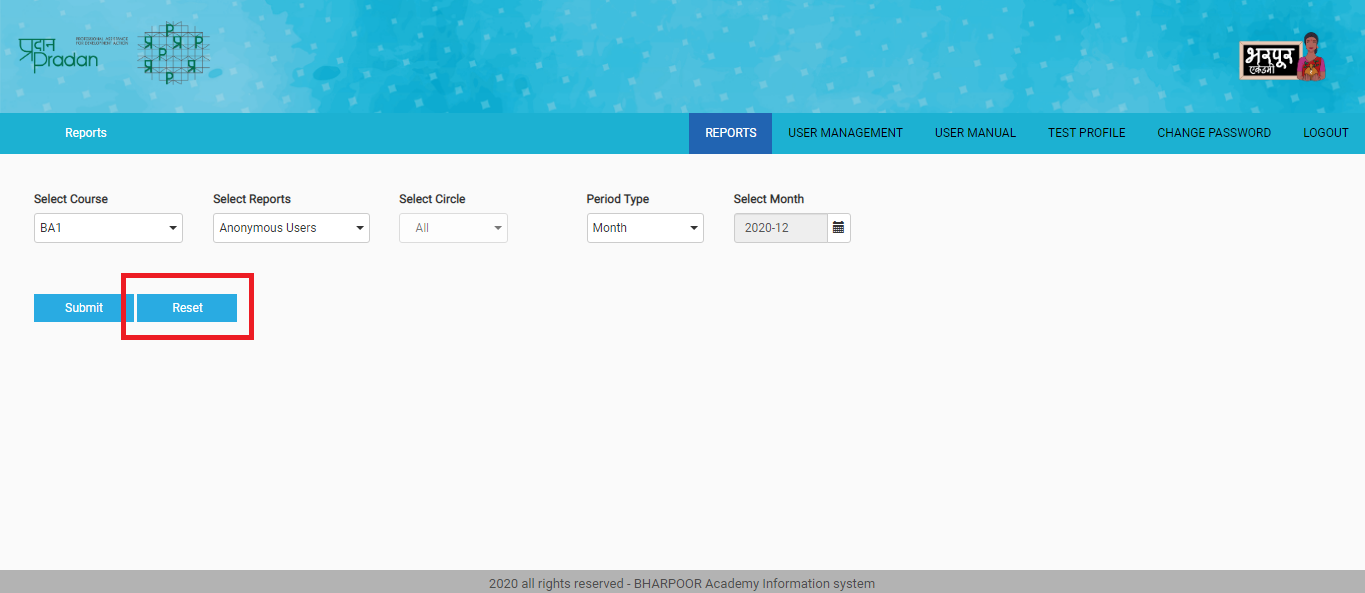 प्रदान
Pradan
PROFESSIONAL ASSISTANCE
FOR DEVELOPMENT ACTION
भरपूर
एकेडमी
Reports
REPORTS USER MANAGEMENT USER MANUAL TEST PROFILE CHANGE PASSWORD LOGOUT
Select Course Select Reports Select Circle Period Type Select Month
BA1 Anonymous Users All Month 2020-12
Submit Reset
2020 all rights reserved - BHARPOOR Academy Information system